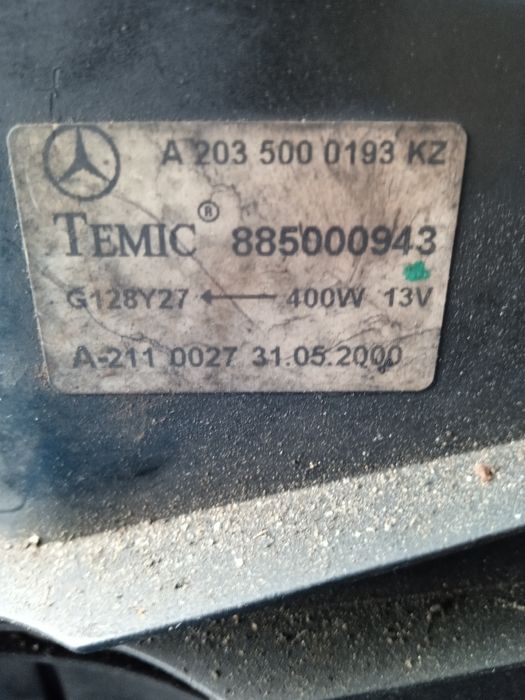 A 203 500 0193 KZ
TEMIC® 885000943
G128Y27 ← 400W 13V
A-211 0027 31.05.2000